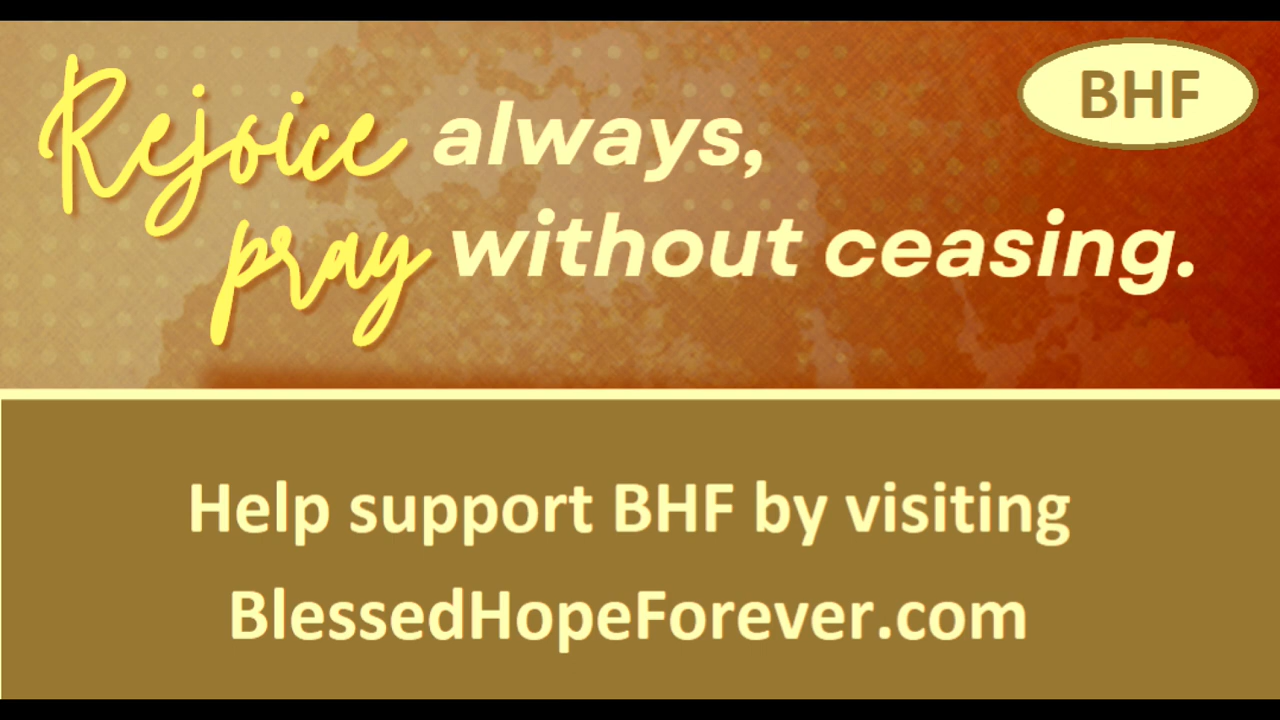 BHF
Rejoice always,
pray without ceasing.
Help support BHF by visiting
BlessedHopeForever.com